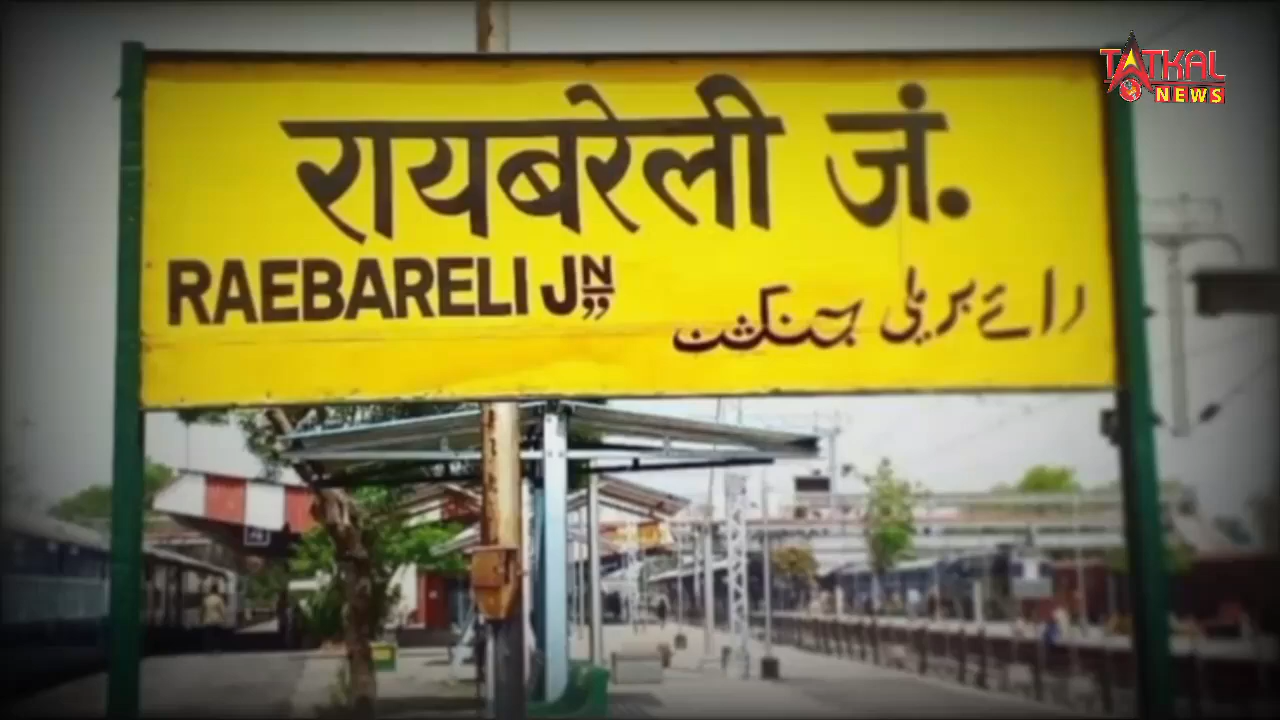 TATKAL
NEWS
रायबरेली जं.
RAEBARELI JN
رائے بریلی جنکشن